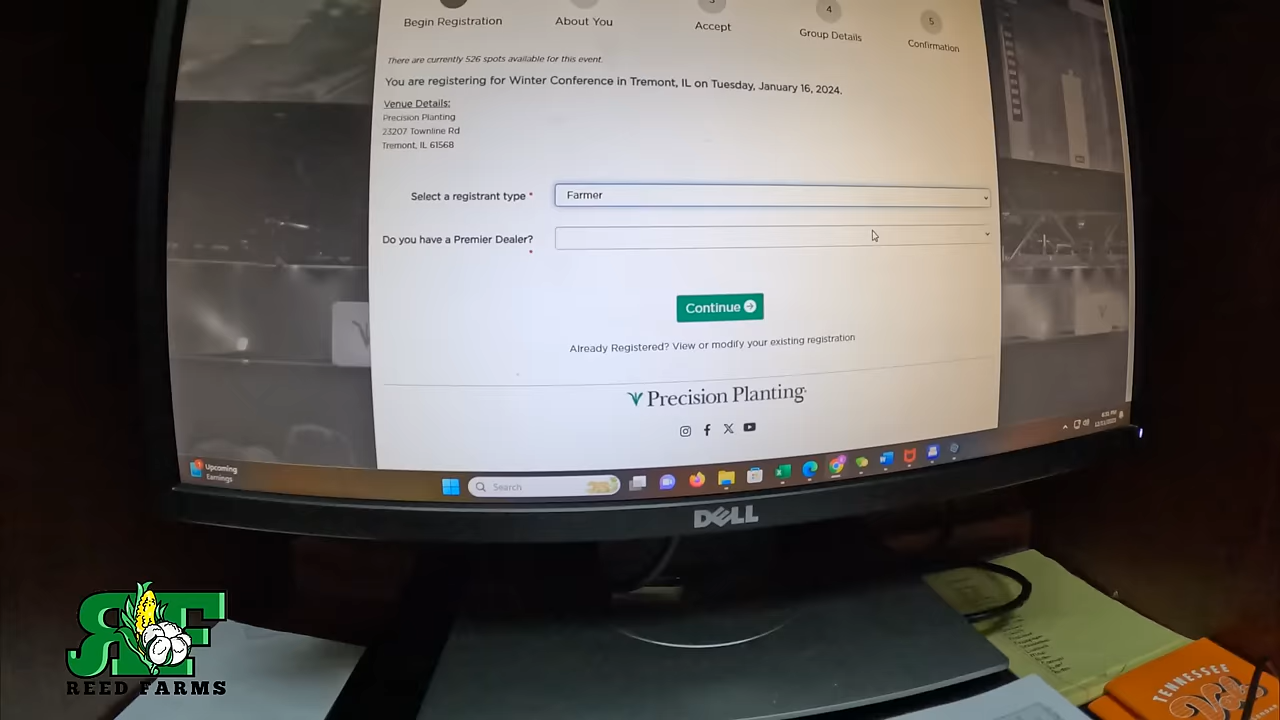 Begin Registration
About You
3
Accept
4
Group Details
5
Confirmation
There are currently 526 spots available for this event.
You are registering for Winter Conference in Tremont, IL on Tuesday, January 16, 2024.
Venue Details:
Precision Planting
23207 Townline Rd
Tremont, IL 61568
Select a registrant type *
Farmer
Do you have a Premier Dealer?
*
Continue
Already Registered? View or modify your existing registration
Precision Planting
Upcoming
Earnings
Search
DELL
RF
REED FARMS
TENNESSEE